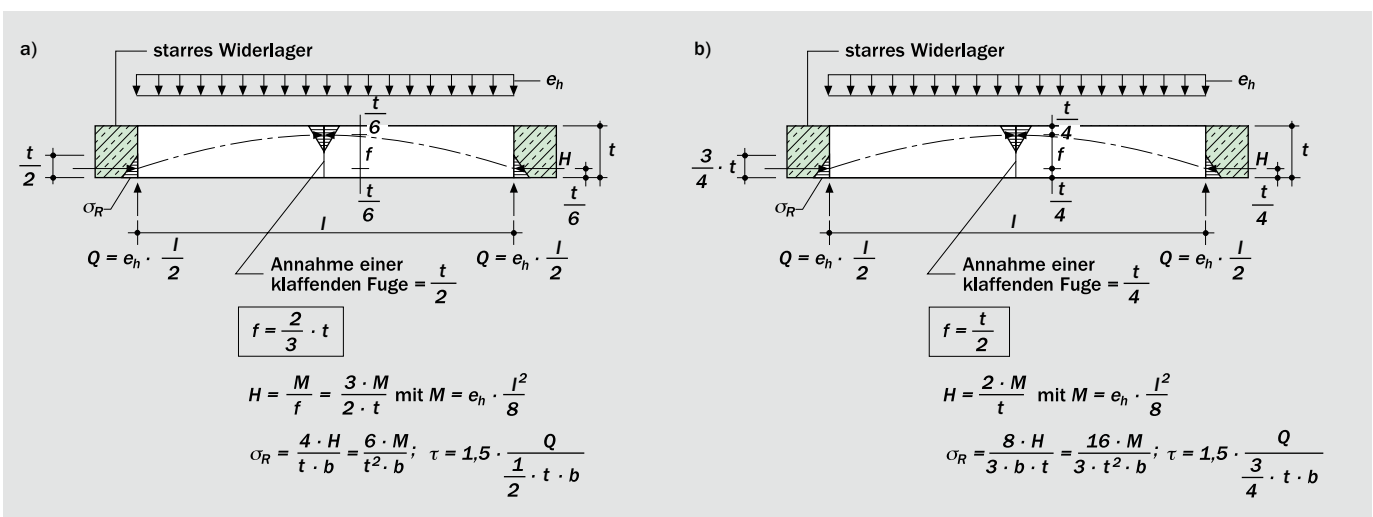 a)
starres Widerlager
e_h
t/6
t/2
f
H
t
σ_R
t/6
t/6
l
Q = e_h · l/2
Q = e_h · l/2
Annahme einer
klaffenden Fuge = t/2
f = 2/3 · t
H = M/f = 3 · M / 2 · t mit M = e_h · l²/8
σ_R = 4 · H / t · b = 6 · M / t² · b; τ = 1,5 · Q / 1/2 · t · b
b)
starres Widerlager
e_h
t/4
3/4 · t
f
H
t
σ_R
t/4
t/4
l
Q = e_h · l/2
Q = e_h · l/2
Annahme einer
klaffenden Fuge = t/4
f = t/2
H = 2 · M / t mit M = e_h · l²/8
σ_R = 8 · H / 3 · b · t = 16 · M / 3 · t² · b; τ = 1,5 · Q / 3/4 · t · b